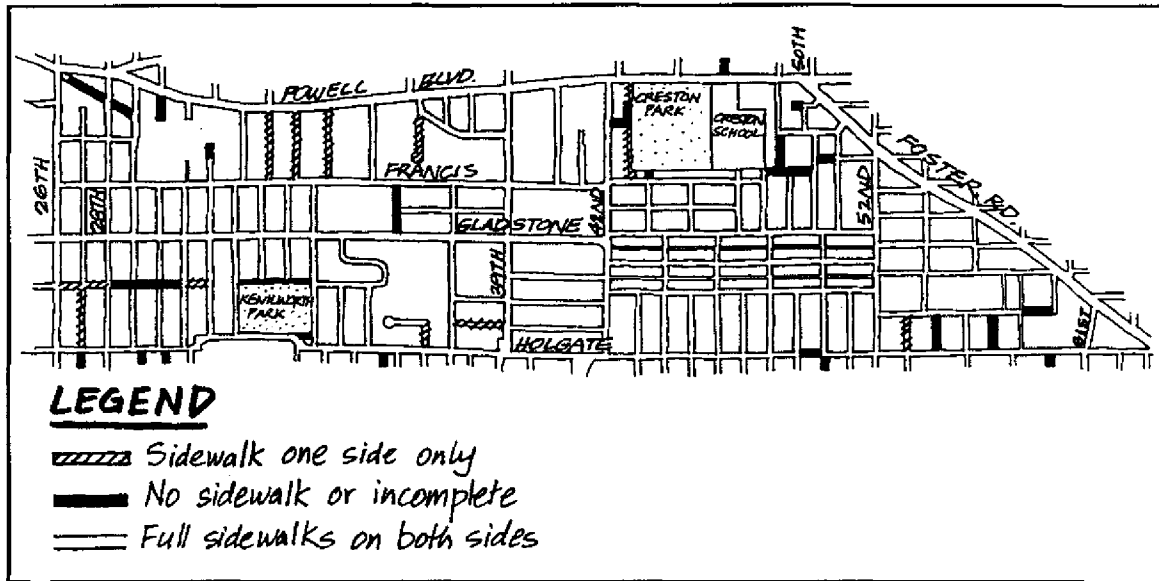 POWELL BLVD.
50TH
CRESTON
PARK
CRESTON
SCHOOL
FOSTER RD
26TH
28TH
FRANCIS
42ND
52ND
GLADSTONE
39TH
KENILWORTH
PARK
HOLGATE
61ST
LEGEND
Sidewalk one side only
No sidewalk or incomplete
Full sidewalks on both sides